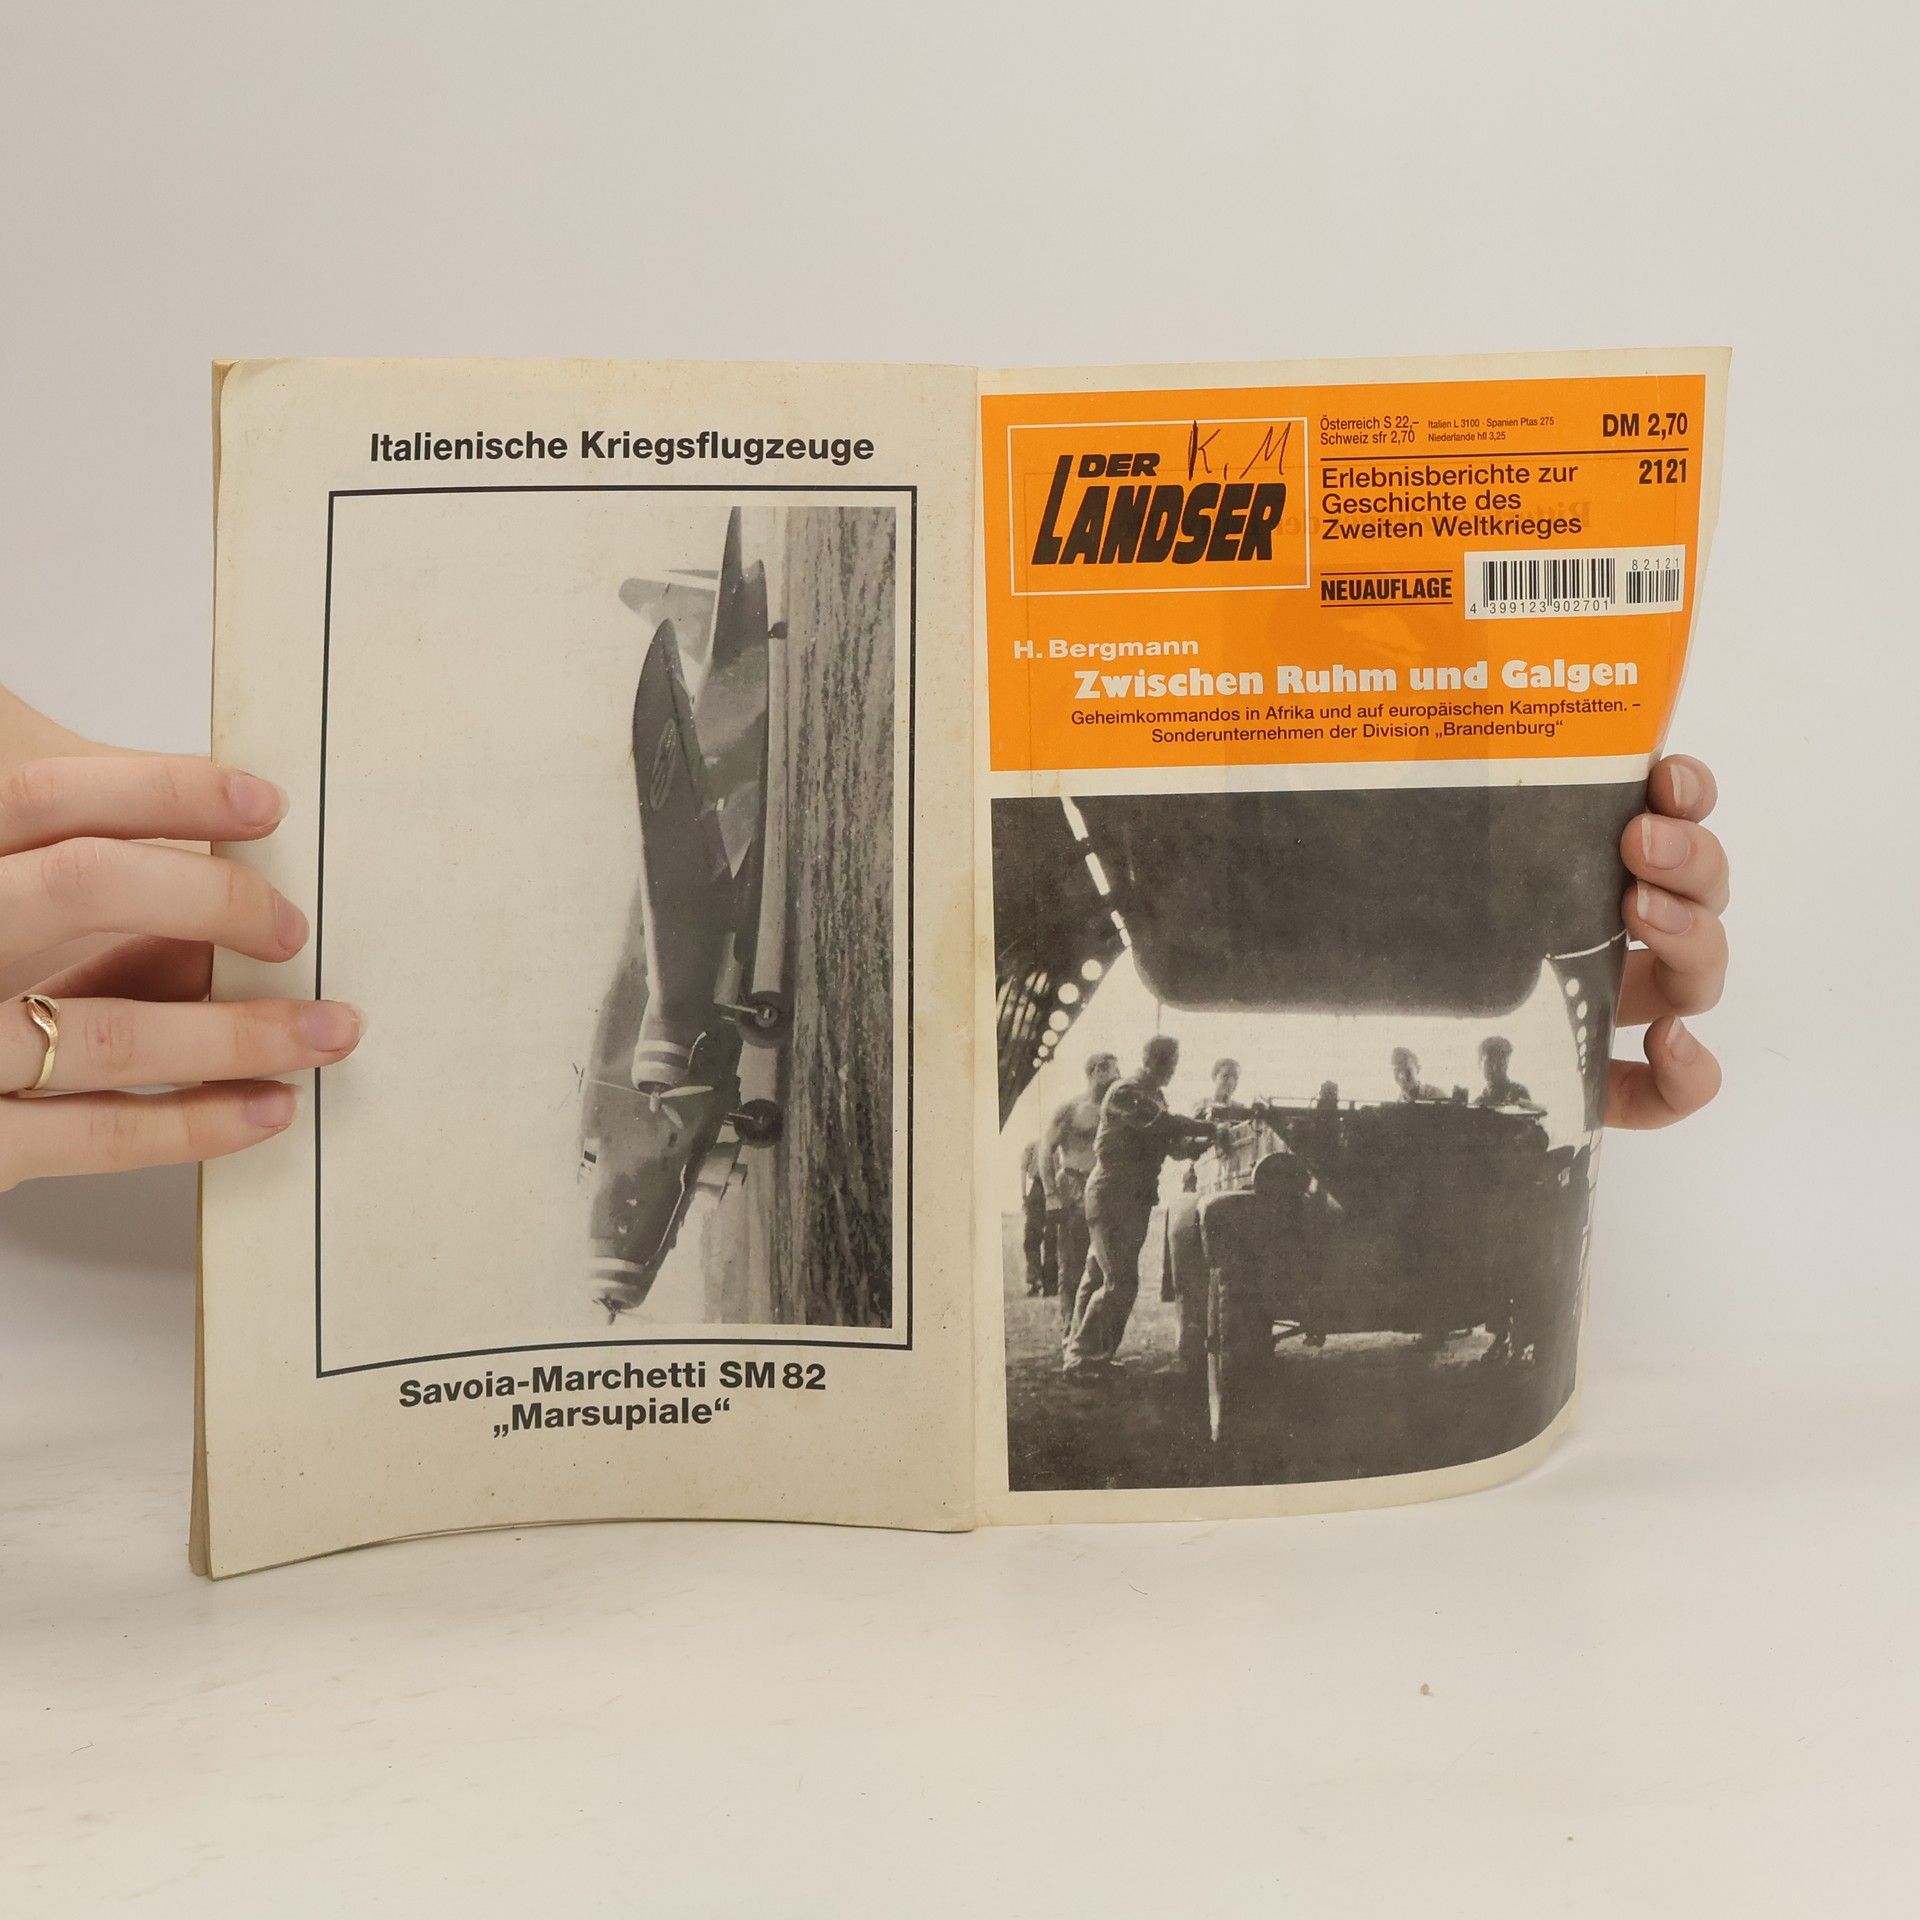 Italienische Kriegsflugzeuge
Savoia-Marchetti SM 82
„Marsupiale“
DER
LANDSER
K. M
Österreich S 22,–
Schweiz sfr 2,70
Italien L 3100 · Spanien Ptas 275
Niederlande hfl 3,25
DM 2,70
Erlebnisberichte zur
Geschichte des
Zweiten Weltkrieges
2121
NEUAUFLAGE
82121
4 399123 902701
H. Bergmann
Zwischen Ruhm und Galgen
Geheimkommandos in Afrika und auf europäischen Kampfstätten. –
Sonderunternehmen der Division „Brandenburg“